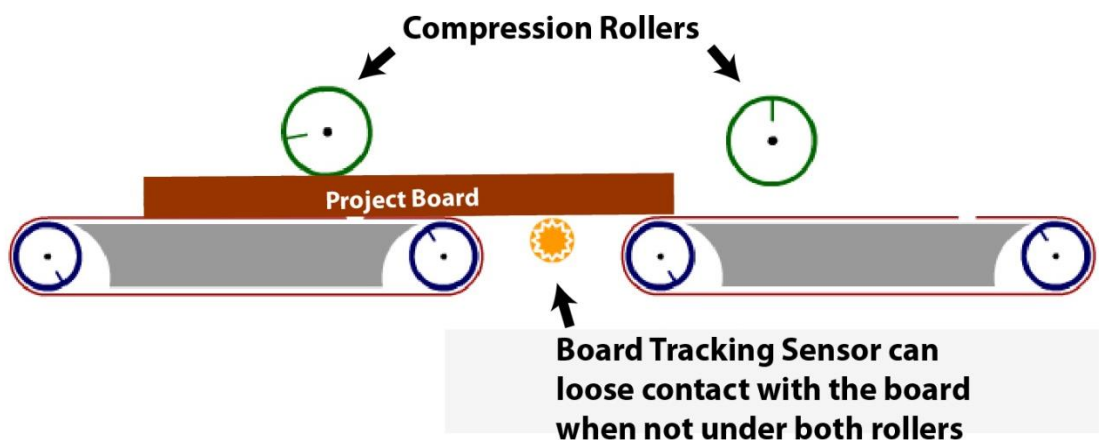 Compression Rollers
Project Board
Board Tracking Sensor can
loose contact with the board
when not under both rollers